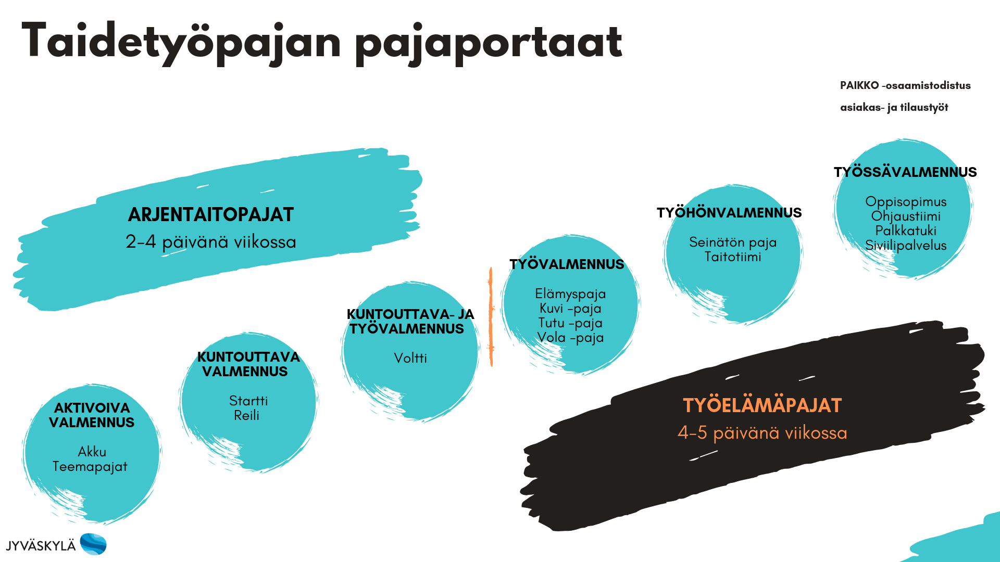 Taidetyöpajan pajaportaat
PAIKKO -osaamistodistus
asiakas- ja tilaustyöt
ARJENTAITOPAJAT
2-4 päivänä viikossa
AKTIVOIVA
VALMENNUS
Akku
Teemapajat
KUNTOUTTAVA
VALMENNUS
Startti
Reili
KUNTOUTTAVA- JA
TYÖVALMENNUS
Voltti
TYÖVALMENNUS
Elämyspaja
Kuvi -paja
Tutu -paja
Vola -paja
TYÖHÖNVALMENNUS
Seinätön paja
Taitotiimi
TYÖSSÄVALMENNUS
Oppisopimus
Ohjaustiimi
Palkkatuki
Siviilipalvelus
TYÖELÄMÄPAJAT
4-5 päivänä viikossa
JYVÄSKYLÄ